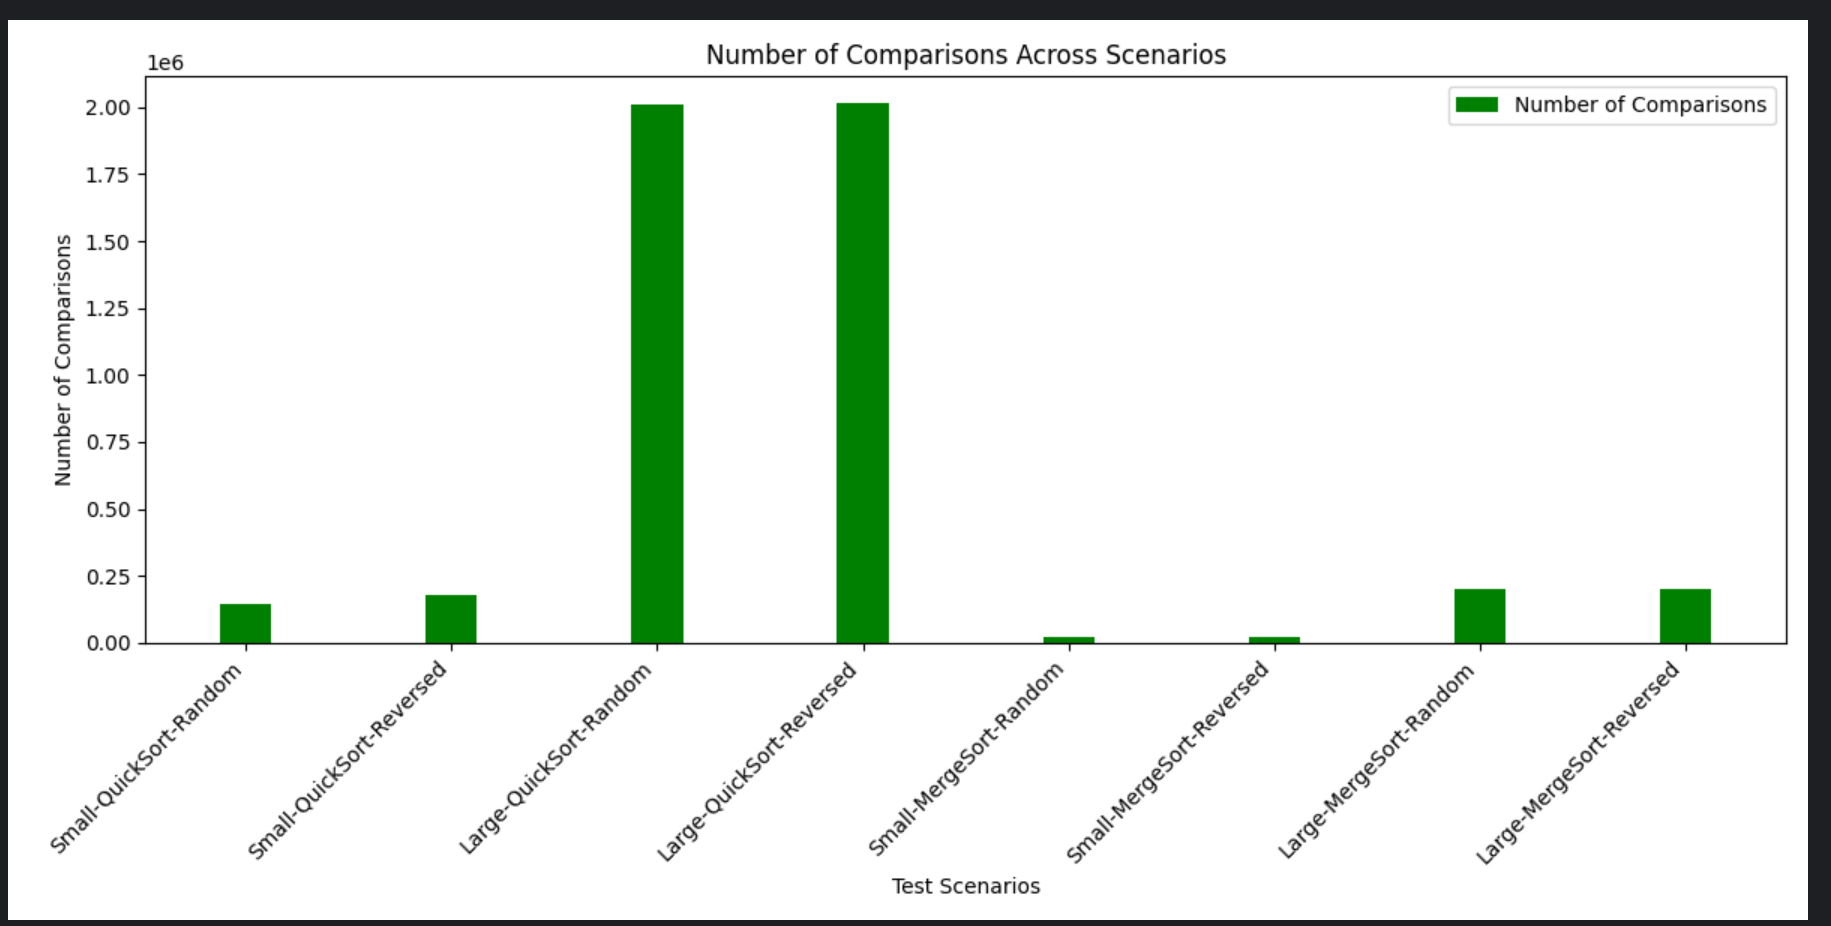 Number of Comparisons Across Scenarios
1e6
Number of Comparisons
2.00
1.75
1.50
1.25
1.00
0.75
0.50
0.25
0.00
Number of Comparisons
Small-QuickSort-Random
Small-QuickSort-Reversed
Large-QuickSort-Random
Large-QuickSort-Reversed
Small-MergeSort-Random
Small-MergeSort-Reversed
Large-MergeSort-Random
Large-MergeSort-Reversed
Test Scenarios